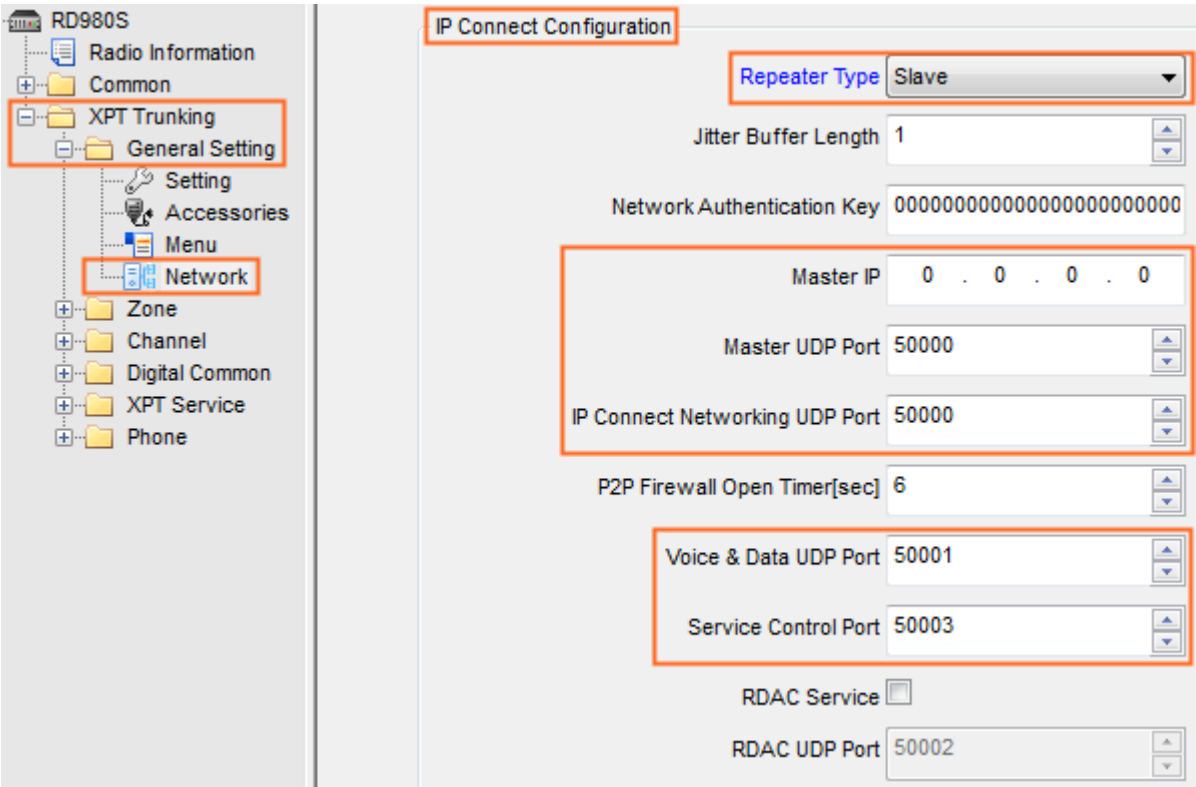 RD980S
Radio Information
Common
XPT Trunking
General Setting
Setting
Accessories
Menu
Network
Zone
Channel
Digital Common
XPT Service
Phone
IP Connect Configuration
Repeater Type Slave
Jitter Buffer Length 1
Network Authentication Key 000000000000000000000000
Master IP 0 . 0 . 0 . 0
Master UDP Port 50000
IP Connect Networking UDP Port 50000
P2P Firewall Open Timer[sec] 6
Voice & Data UDP Port 50001
Service Control Port 50003
RDAC Service
RDAC UDP Port 50002